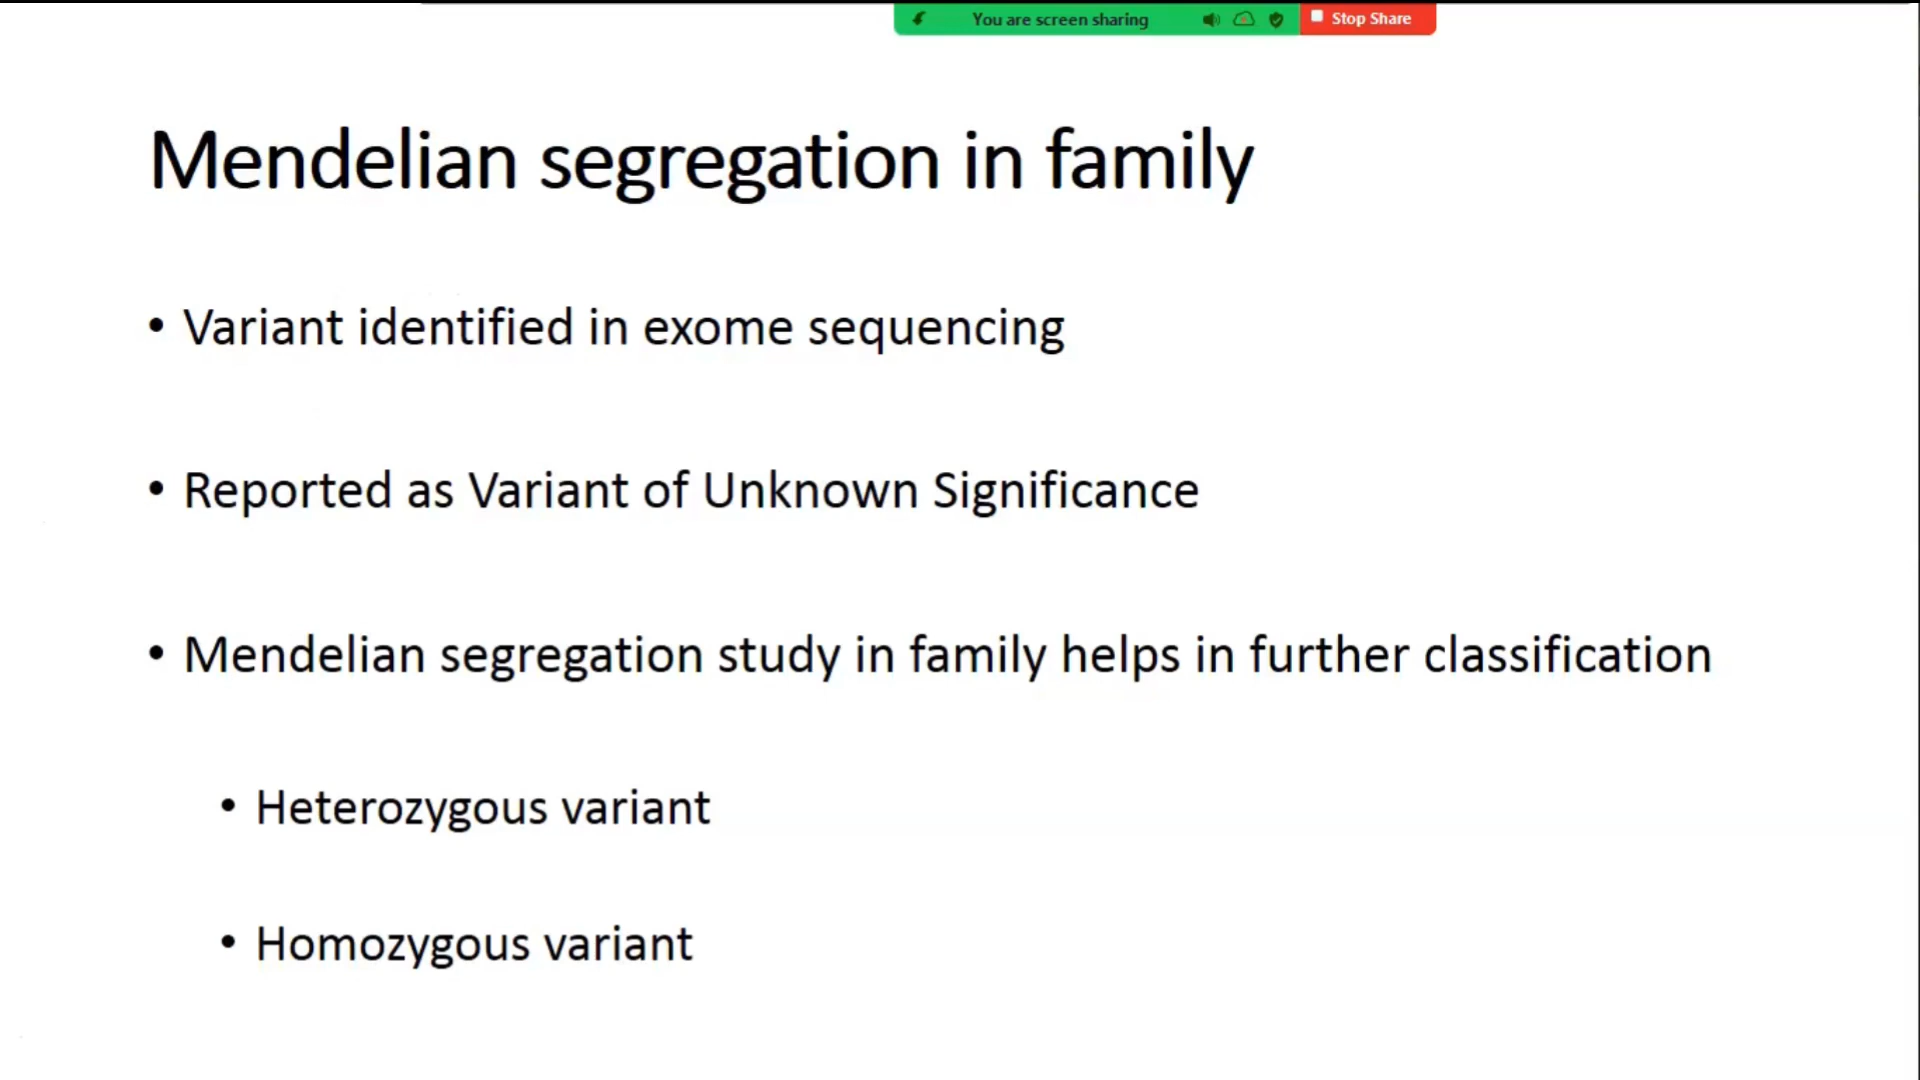 You are screen sharing
Stop Share
Mendelian segregation in family
• Variant identified in exome sequencing
• Reported as Variant of Unknown Significance
• Mendelian segregation study in family helps in further classification
• Heterozygous variant
• Homozygous variant